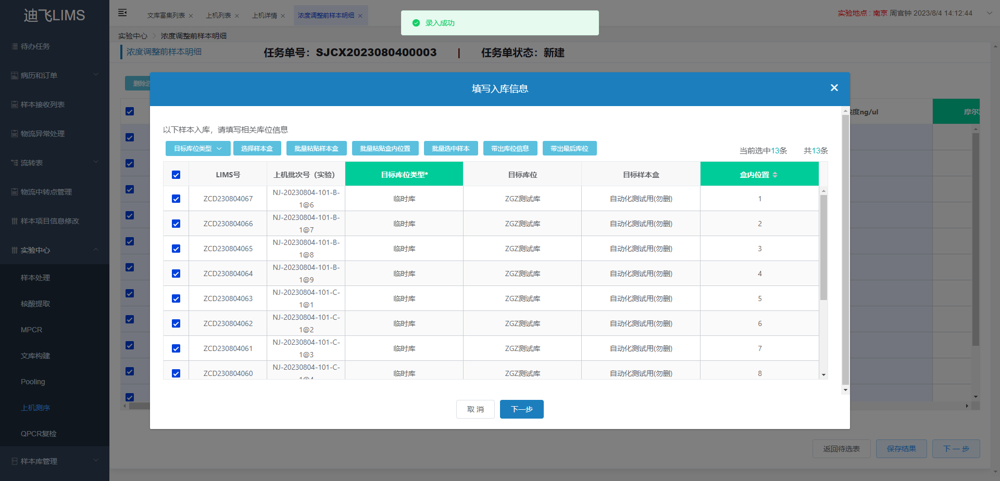 迪飞LIMS
待办任务
病历和订单
样本接收列表
物流异常处理
流转表
物流中转点管理
样本项目信息修改
实验中心
样本处理
核酸提取
MPCR
文库构建
Pooling
上机测序
QPCR复检
样本库管理
文库富集列表
上机列表
上机详情
浓度调整前样本明细
录入成功
实验地点 : 南京 周官钟 2023/8/4 14:12:44
实验中心 > 浓度调整前样本明细
浓度调整前样本明细
任务单号：SJCX2023080400003 | 任务单状态：新建
删除
度ng/ul
摩尔
填写入库信息
以下样本入库，请填写相关库位信息
目标库位类型 选择样本盒 批量粘贴样本盒 批量粘贴盒内位置 批量选中样本 带出库位信息 带出最后库位
当前选中13条 共13条
LIMS号 上机批次号（实验） 目标库位类型* 目标库位 目标样本盒 盒内位置
ZCD230804067 NJ-20230804-101-B-1@6 临时库 ZGZ测试库 自动化测试用(勿删) 1
ZCD230804066 NJ-20230804-101-B-1@7 临时库 ZGZ测试库 自动化测试用(勿删) 2
ZCD230804065 NJ-20230804-101-B-1@8 临时库 ZGZ测试库 自动化测试用(勿删) 3
ZCD230804064 NJ-20230804-101-B-1@9 临时库 ZGZ测试库 自动化测试用(勿删) 4
ZCD230804063 NJ-20230804-101-C-1@1 临时库 ZGZ测试库 自动化测试用(勿删) 5
ZCD230804062 NJ-20230804-101-C-1@2 临时库 ZGZ测试库 自动化测试用(勿删) 6
ZCD230804061 NJ-20230804-101-C-1@3 临时库 ZGZ测试库 自动化测试用(勿删) 7
ZCD230804060 NJ-20230804-101-C-1@4 临时库 ZGZ测试库 自动化测试用(勿删) 8
取 消 下一步
返回待选表 保存结果 下 一 步